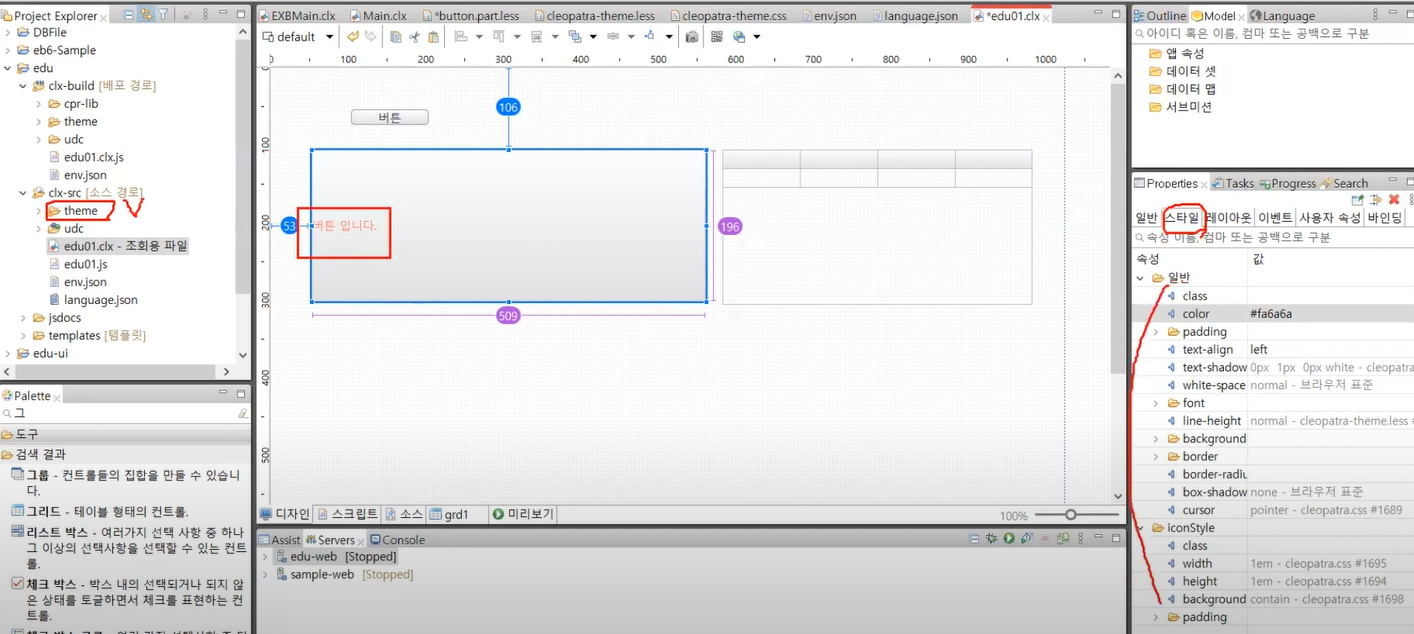 Project Explorer
DBFile
eb6-Sample
edu
clx-build [배포 경로]
cpr-lib
theme
udc
edu01.clx.js
env.json
clx-src [소스 경로]
theme
udc
edu01.clx - 조회용 파일
edu01.js
env.json
language.json
jsdocs
templates [템플릿]
edu-ui
Palette
그
도구
검색 결과
그룹 - 컨트롤들의 집합을 만들 수 있습니
다.
그리드 - 테이블 형태의 컨트롤.
리스트 박스 - 여러가지 선택 사항 중 하나
그 이상의 선택사항을 선택할 수 있는 컨트
롤.
체크 박스 - 박스 내의 선택되거나 되지 않
은 상태를 토글하면서 체크를 표현하는 컨
트롤.
EXBMain.clx
Main.clx
*button.part.less
cleopatra-theme.less
cleopatra-theme.css
env.json
language.json
*edu01.clx
default
0 100 200 300 400 500 600 700 800 900 1000
0
100
200
300
400
500
버튼
106
53
버튼 입니다.
196
509
디자인
스크립트
소스
grd1
미리보기
100%
Assist
Servers
Console
edu-web [Stopped]
sample-web [Stopped]
Outline
Model
Language
아이디 혹은 이름, 컴마 또는 공백으로 구분
앱 속성
데이터 셋
데이터 맵
서브미션
Properties
Tasks
Progress
Search
일반
스타일
레이아웃
이벤트
사용자 속성
바인딩
속성 이름, 컴마 또는 공백으로 구분
속성 값
일반
class
color #fa6a6a
padding
text-align left
text-shadow 0px 1px 0px white - cleopatra
white-space normal - 브라우저 표준
font
line-height normal - cleopatra-theme.less #
background
border
border-radiu
box-shadow none - 브라우저 표준
cursor pointer - cleopatra.css #1689
iconStyle
class
width 1em - cleopatra.css #1695
height 1em - cleopatra.css #1694
background contain - cleopatra.css #1698
padding